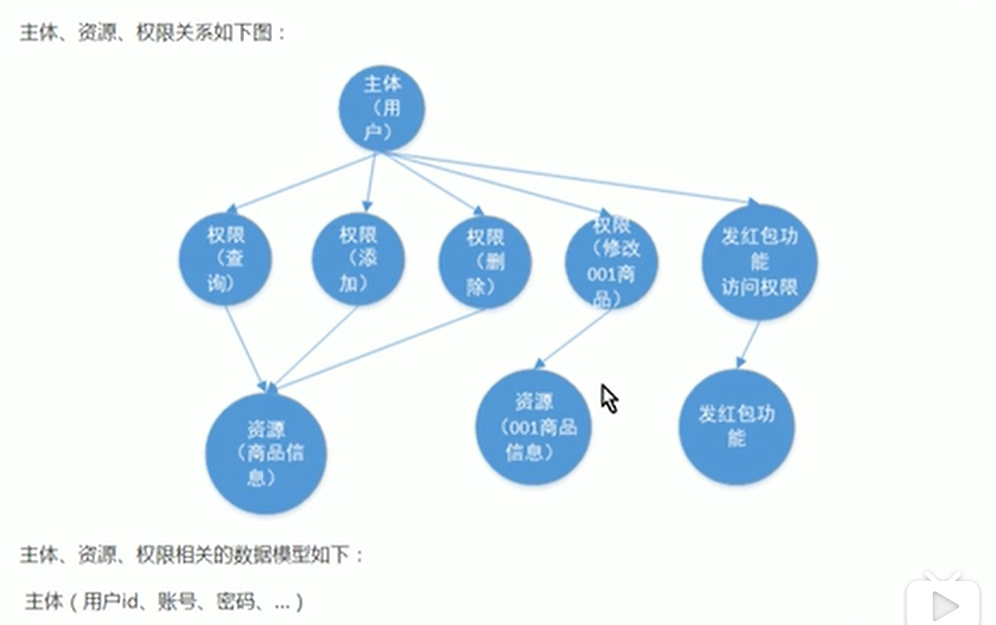 主体、资源、权限关系如下图：
主体
（用
户）
权限
（查
询）
权限
（添
加）
权限
（删
除）
权限
（修改
001商
品）
发红包功
能
访问权限
资源
（商品信
息）
资源
（001商品
信息）
发红包功
能
主体、资源、权限相关的数据模型如下：
主体（用户id、账号、密码、...）